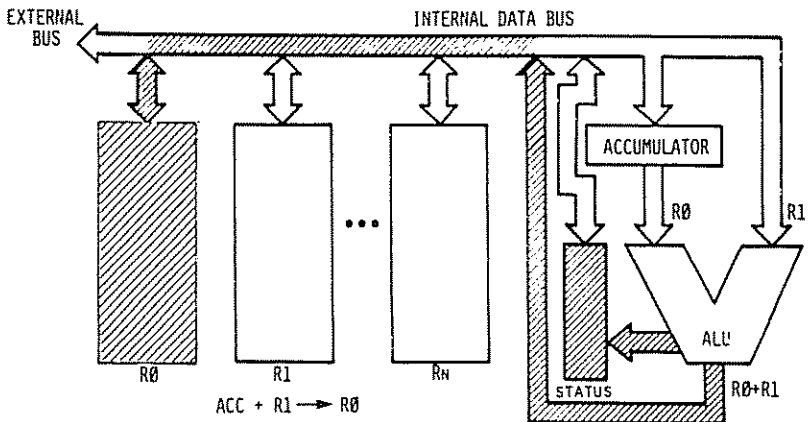 EXTERNAL
BUS
INTERNAL DATA BUS
ACCUMULATOR
RØ
R1
•••
ALU
RØ
R1
RN
STATUS
RØ+R1
ACC + R1 → RØ